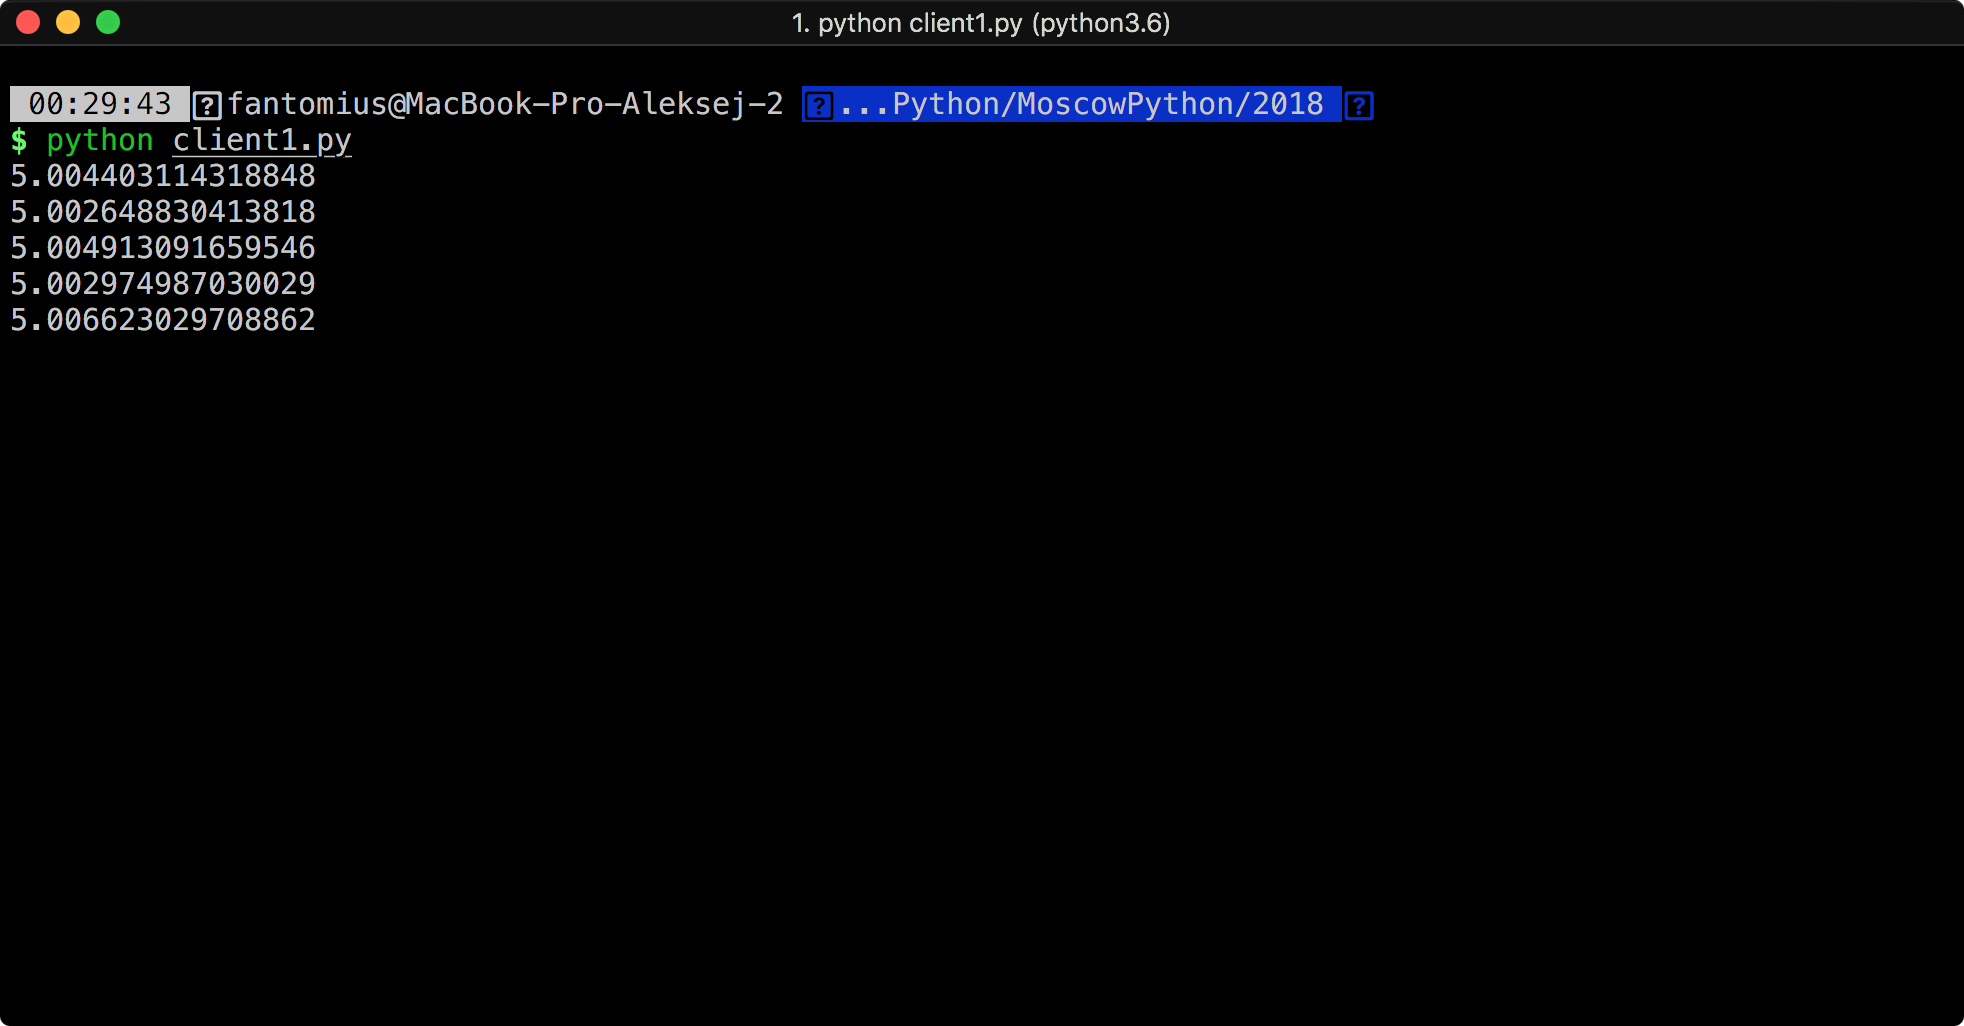 1. python client1.py (python3.6)
00:29:43 fantomius@MacBook-Pro-Aleksej-2 ...Python/MoscowPython/2018
$ python client1.py
5.004403114318848
5.002648830413818
5.004913091659546
5.002974987030029
5.006623029708862